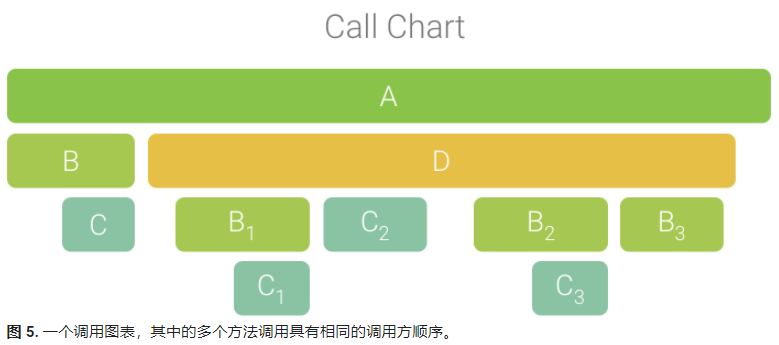 Call Chart
A
B D
C B₁ C₂ B₂ B₃
C₁ C₃
图 5. 一个调用图表，其中的多个方法调用具有相同的调用方顺序。